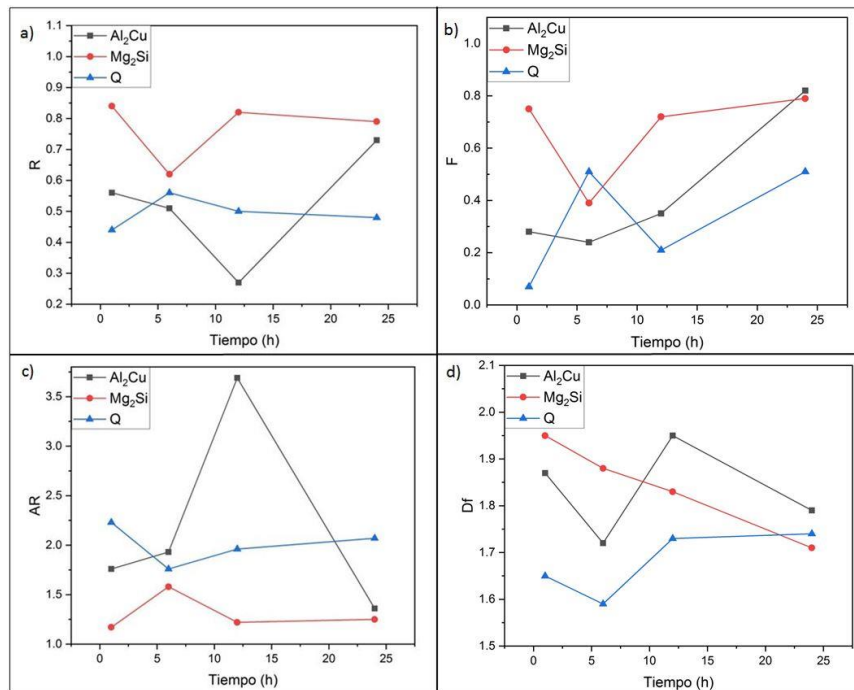 a)
Al₂Cu
Mg₂Si
Q
1.1
1.0
0.9
0.8
0.7
0.6
0.5
0.4
0.3
0.2
R
0 5 10 15 20 25
Tiempo (h)
b)
Al₂Cu
Mg₂Si
Q
1.0
0.8
0.6
0.4
0.2
0.0
F
0 5 10 15 20 25
Tiempo (h)
c)
Al₂Cu
Mg₂Si
Q
3.5
3.0
2.5
2.0
1.5
1.0
AR
0 5 10 15 20 25
Tiempo (h)
d)
Al₂Cu
Mg₂Si
Q
2.1
2.0
1.9
1.8
1.7
1.6
1.5
Df
0 5 10 15 20 25
Tiempo (h)